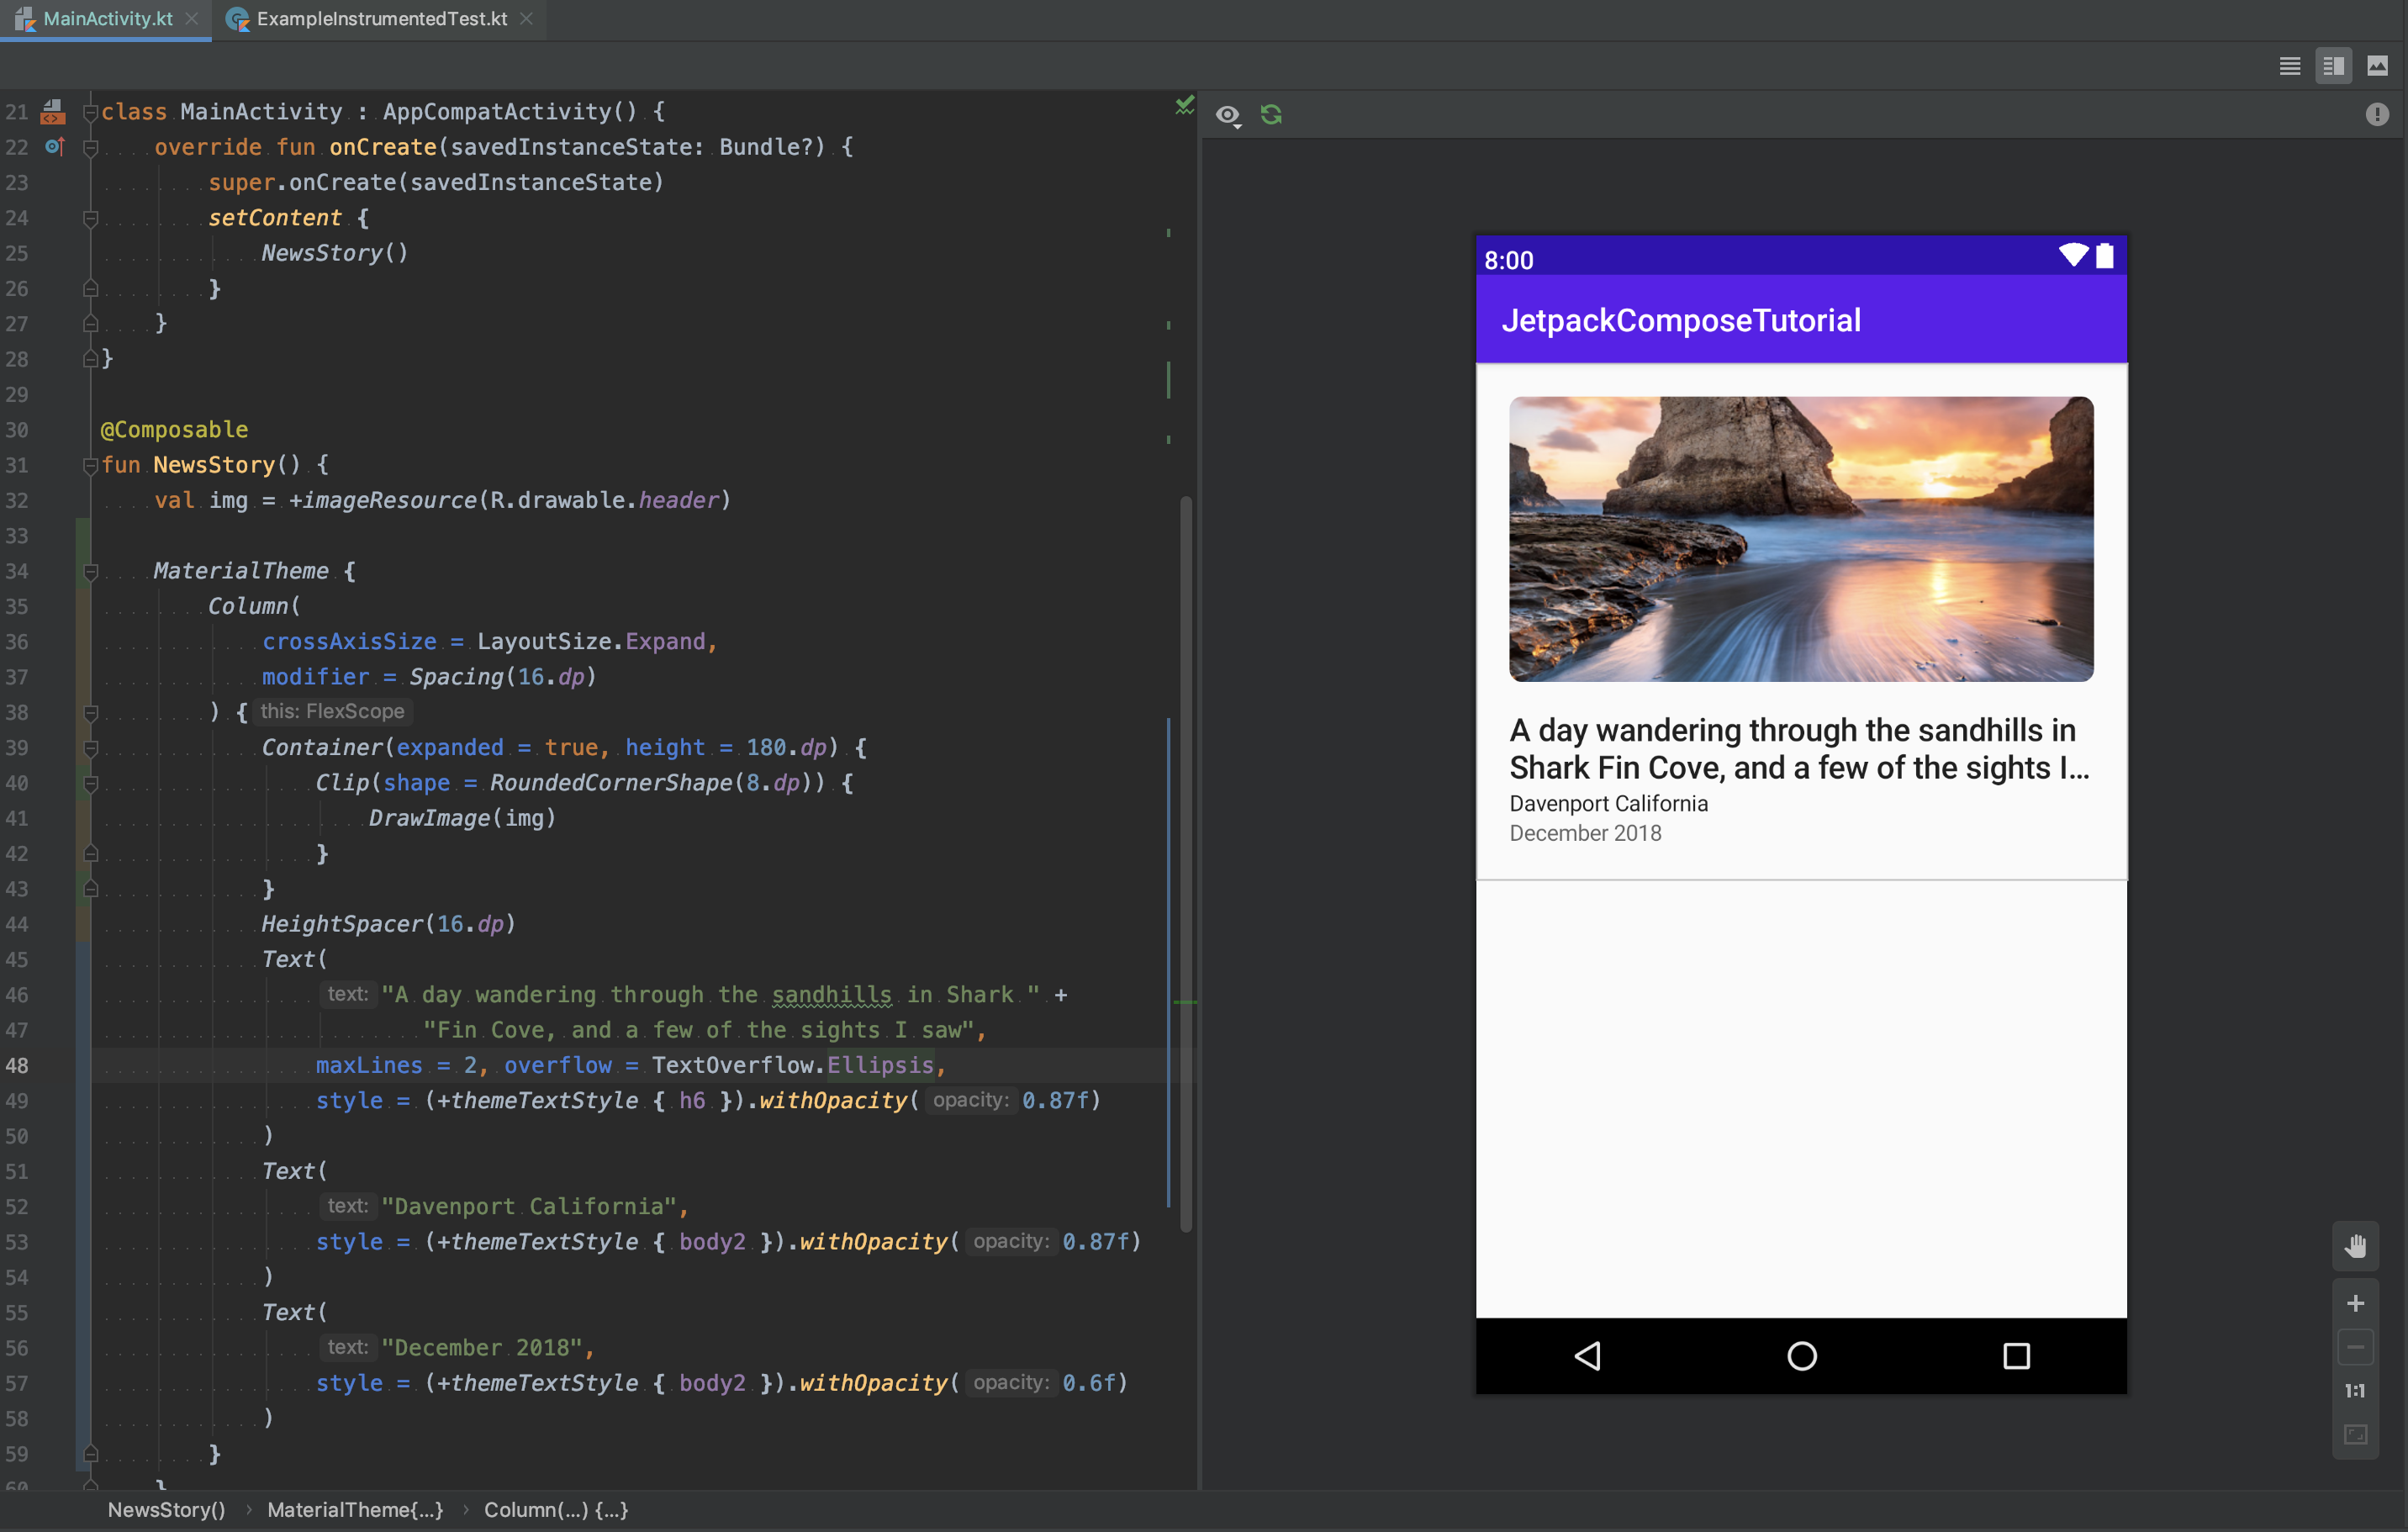 MainActivity.kt
ExampleInstrumentedTest.kt
21 class MainActivity : AppCompatActivity() {
22 override fun onCreate(savedInstanceState: Bundle?) {
23 super.onCreate(savedInstanceState)
24 setContent {
25 NewsStory()
26 }
27 }
28 }
29
30 @Composable
31 fun NewsStory() {
32 val img = +imageResource(R.drawable.header)
33
34 MaterialTheme {
35 Column(
36 crossAxisSize = LayoutSize.Expand,
37 modifier = Spacing(16.dp)
38 ) { this: FlexScope
39 Container(expanded = true, height = 180.dp) {
40 Clip(shape = RoundedCornerShape(8.dp)) {
41 DrawImage(img)
42 }
43 }
44 HeightSpacer(16.dp)
45 Text(
46 text: "A day wandering through the sandhills in Shark " +
47 "Fin Cove, and a few of the sights I saw",
48 maxLines = 2, overflow = TextOverflow.Ellipsis,
49 style = (+themeTextStyle { h6 }).withOpacity( opacity: 0.87f)
50 )
51 Text(
52 text: "Davenport California",
53 style = (+themeTextStyle { body2 }).withOpacity( opacity: 0.87f)
54 )
55 Text(
56 text: "December 2018",
57 style = (+themeTextStyle { body2 }).withOpacity( opacity: 0.6f)
58 )
59 }
60 }
NewsStory() › MaterialTheme{...} › Column(...) {...}
8:00
JetpackComposeTutorial
A day wandering through the sandhills in
Shark Fin Cove, and a few of the sights I...
Davenport California
December 2018
1:1